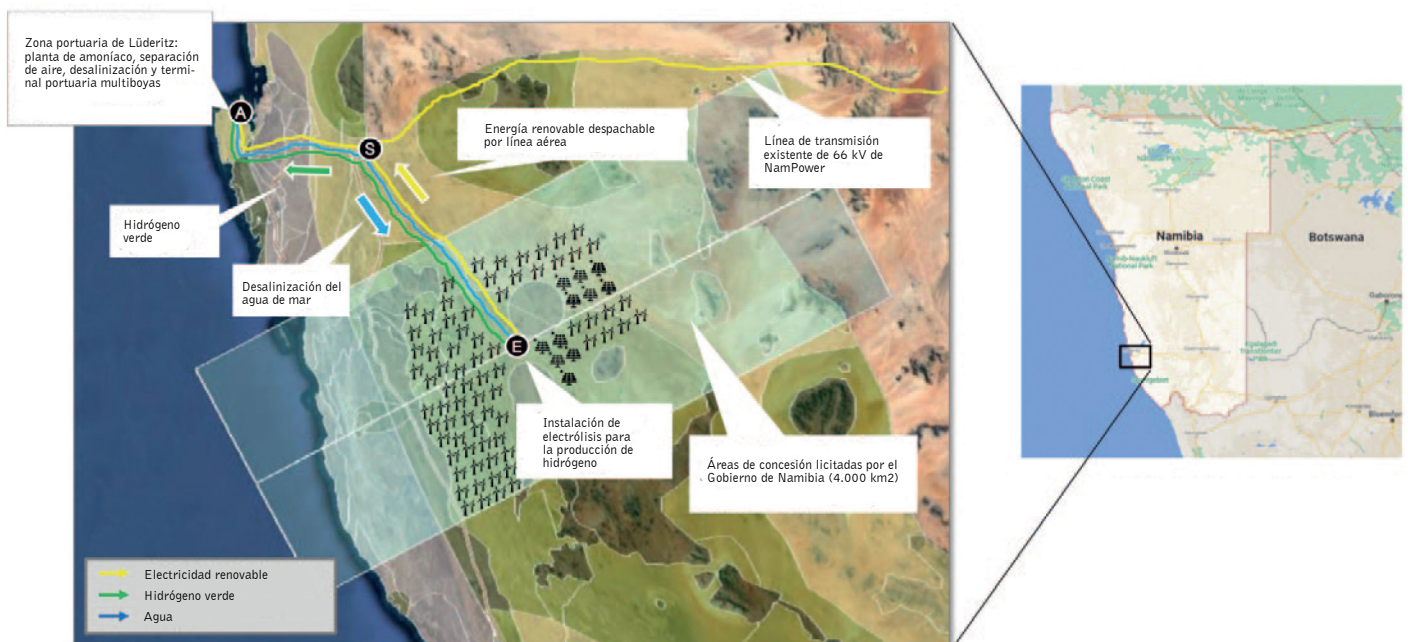 Zona portuaria de Lüderitz:
planta de amoníaco, separación
de aire, desalinización y termi-
nal portuaria multiboyas
A
S
Energía renovable despachable
por línea aérea
Línea de transmisión
existente de 66 kV de
NamPower
Hidrógeno
verde
Desalinización del
agua de mar
E
Instalación de
electrólisis para
la producción de
hidrógeno
Áreas de concesión licitadas por el
Gobierno de Namibia (4.000 km2)
Electricidad renovable
Hidrógeno verde
Agua
Namibia
Botswana